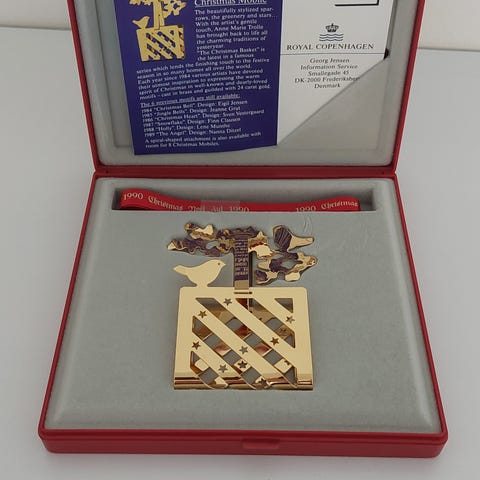 Christmas Mobile
The beautifully stylized spar-
rows, the greenery and stars...
With the artist's gentle
touch, Anne Marie Trolle
has brought back to life all
the charming traditions of
yesteryear.
"The Christmas Basket" is
the latest in a
series which lends the finishing touch to the festive
season in so many homes all over the world.
Each year since 1984 various artists have devoted
their artistic inspiration to expressing the warm
spirit of Christmas in well-known and dearly-loved
motifs - cast in brass and guilded with 24 carat gold.
The 6 previous motifs are still available:
1984 "Christmas Bell". Design: Eigil Jensen
1985 "Jingle Bells". Design: Jeanne Grut
1986 "Christmas Heart". Design: Sven Vestergaard
1987 "Snowflake". Design: Finn Clausen
1988 "Holly". Design: Lene Munthe
1989 "The Angel". Design: Nanna Ditzel
A spiral-shaped attachment is also available with
room for 8 Christmas Mobiles.
ROYAL COPENHAGEN
Georg Jensen
Information Service
Smallegade 45
DK-2000 Frederiksberg
Denmark
1990 Christmas Noël Jul 1990
1990 Christmas